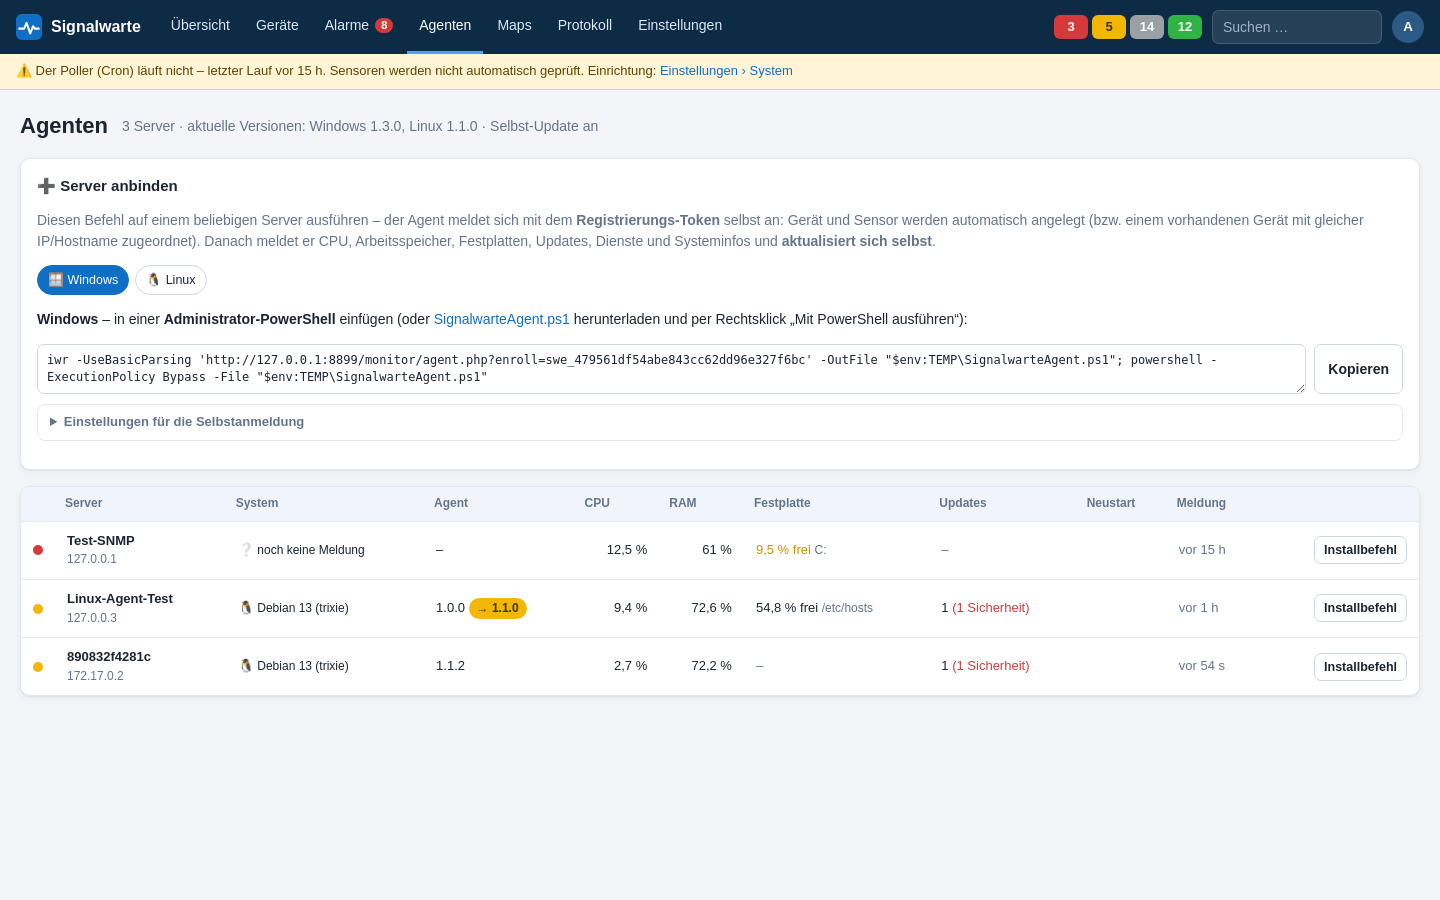 Signalwarte Übersicht Geräte Alarme 8 Agenten Maps Protokoll Einstellungen 3 5 14 12 Suchen … A
⚠️ Der Poller (Cron) läuft nicht – letzter Lauf vor 15 h. Sensoren werden nicht automatisch geprüft. Einrichtung: Einstellungen › System
Agenten 3 Server · aktuelle Versionen: Windows 1.3.0, Linux 1.1.0 · Selbst-Update an
➕ Server anbinden
Diesen Befehl auf einem beliebigen Server ausführen – der Agent meldet sich mit dem Registrierungs-Token selbst an: Gerät und Sensor werden automatisch angelegt (bzw. einem vorhandenen Gerät mit gleicher
IP/Hostname zugeordnet). Danach meldet er CPU, Arbeitsspeicher, Festplatten, Updates, Dienste und Systeminfos und aktualisiert sich selbst.
Windows Linux
Windows – in einer Administrator-PowerShell einfügen (oder SignalwarteAgent.ps1 herunterladen und per Rechtsklick „Mit PowerShell ausführen“):
iwr -UseBasicParsing 'http://127.0.0.1:8899/monitor/agent.php?enroll=swe_479561df54abe843cc62dd96e327f6bc' -OutFile "$env:TEMP\SignalwarteAgent.ps1"; powershell -
ExecutionPolicy Bypass -File "$env:TEMP\SignalwarteAgent.ps1"
Kopieren
Einstellungen für die Selbstanmeldung
Server System Agent CPU RAM Festplatte Updates Neustart Meldung
Test-SNMP
127.0.0.1
❔ noch keine Meldung – 12,5 % 61 % 9,5 % frei C: – vor 15 h Installbefehl
Linux-Agent-Test
127.0.0.3
Debian 13 (trixie) 1.0.0 → 1.1.0 9,4 % 72,6 % 54,8 % frei /etc/hosts 1 (1 Sicherheit) vor 1 h Installbefehl
890832f4281c
172.17.0.2
Debian 13 (trixie) 1.1.2 2,7 % 72,2 % – 1 (1 Sicherheit) vor 54 s Installbefehl